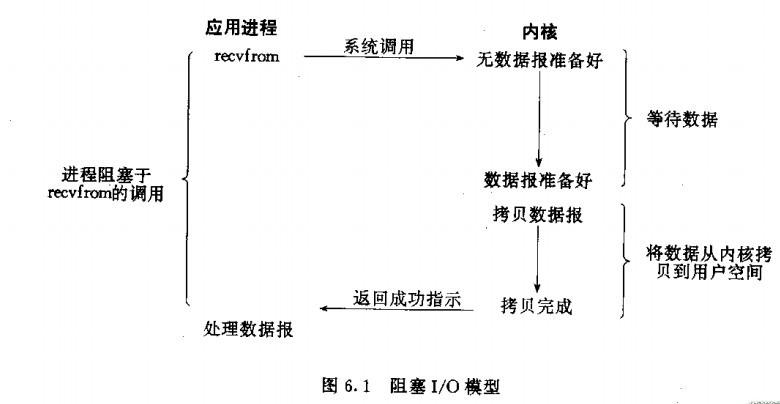 应用进程
内核
recvfrom
系统调用
无数据报准备好
等待数据
进程阻塞于
recvfrom的调用
数据报准备好
拷贝数据报
将数据从内核拷
贝到用户空间
返回成功指示
拷贝完成
处理数据报
图 6.1 阻塞 I/O 模型